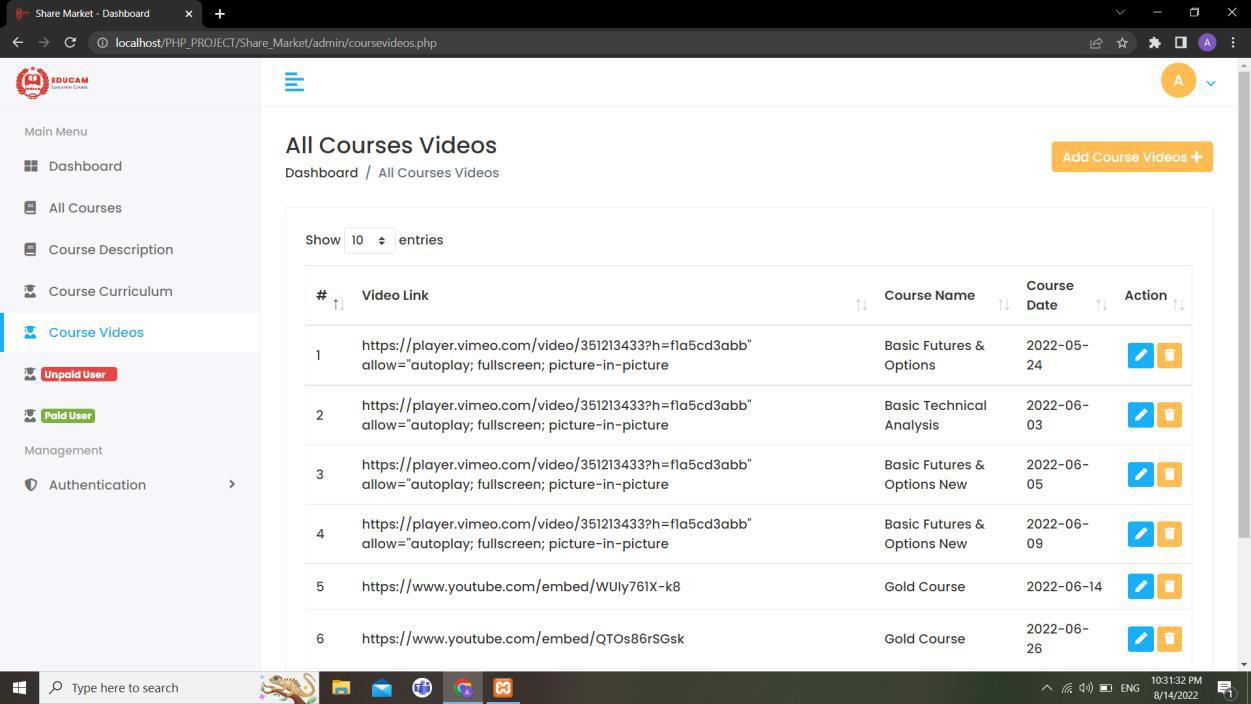 Share Market - Dashboard
localhost/PHP_PROJECT/Share_Market/admin/coursevideos.php
A
EDUCAM
EDUCATION COURSE
A
Main Menu
Dashboard
All Courses
Course Description
Course Curriculum
Course Videos
Unpaid User
Paid User
Management
Authentication
All Courses Videos
Dashboard / All Courses Videos
Add Course Videos +
Show 10 entries
# Video Link Course Name Course Date Action
1 https://player.vimeo.com/video/351213433?h=f1a5cd3abb" Basic Futures & 2022-05-
allow="autoplay; fullscreen; picture-in-picture Options 24
2 https://player.vimeo.com/video/351213433?h=f1a5cd3abb" Basic Technical 2022-06-
allow="autoplay; fullscreen; picture-in-picture Analysis 03
3 https://player.vimeo.com/video/351213433?h=f1a5cd3abb" Basic Futures & 2022-06-
allow="autoplay; fullscreen; picture-in-picture Options New 05
4 https://player.vimeo.com/video/351213433?h=f1a5cd3abb" Basic Futures & 2022-06-
allow="autoplay; fullscreen; picture-in-picture Options New 09
5 https://www.youtube.com/embed/WUIy761X-k8 Gold Course 2022-06-14
6 https://www.youtube.com/embed/QTOs86rSGsk Gold Course 2022-06-
26
Type here to search
ENG
10:31:32 PM
8/14/2022
1